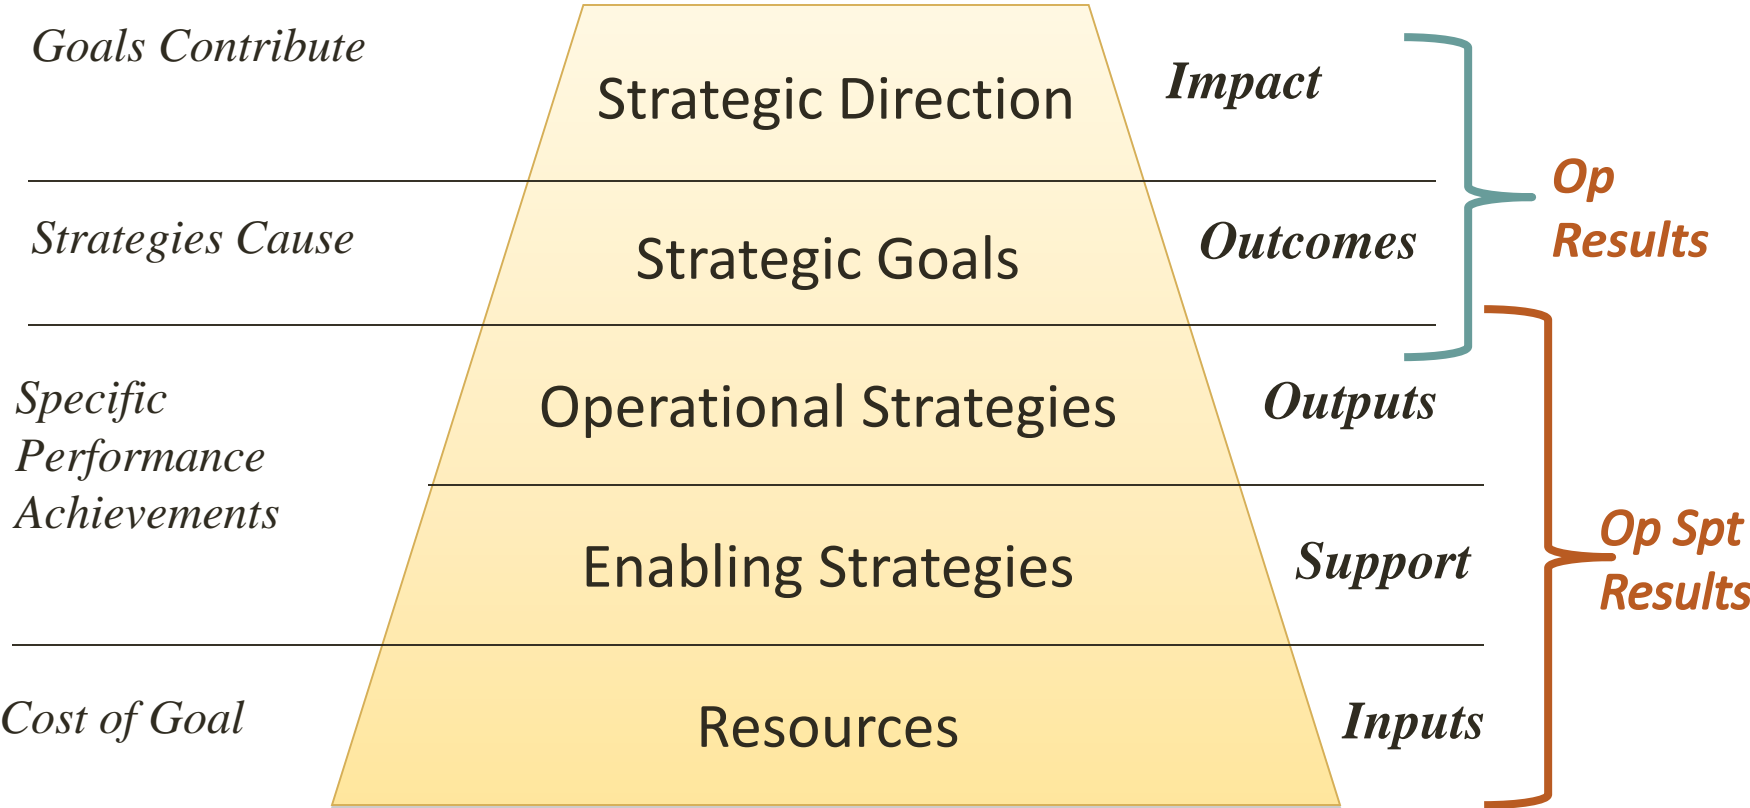 Goals Contribute
Strategic Direction
Impact
Op
Results
Strategies Cause
Strategic Goals
Outcomes
Specific
Performance
Achievements
Operational Strategies
Outputs
Enabling Strategies
Support
Op Spt
Results
Cost of Goal
Resources
Inputs